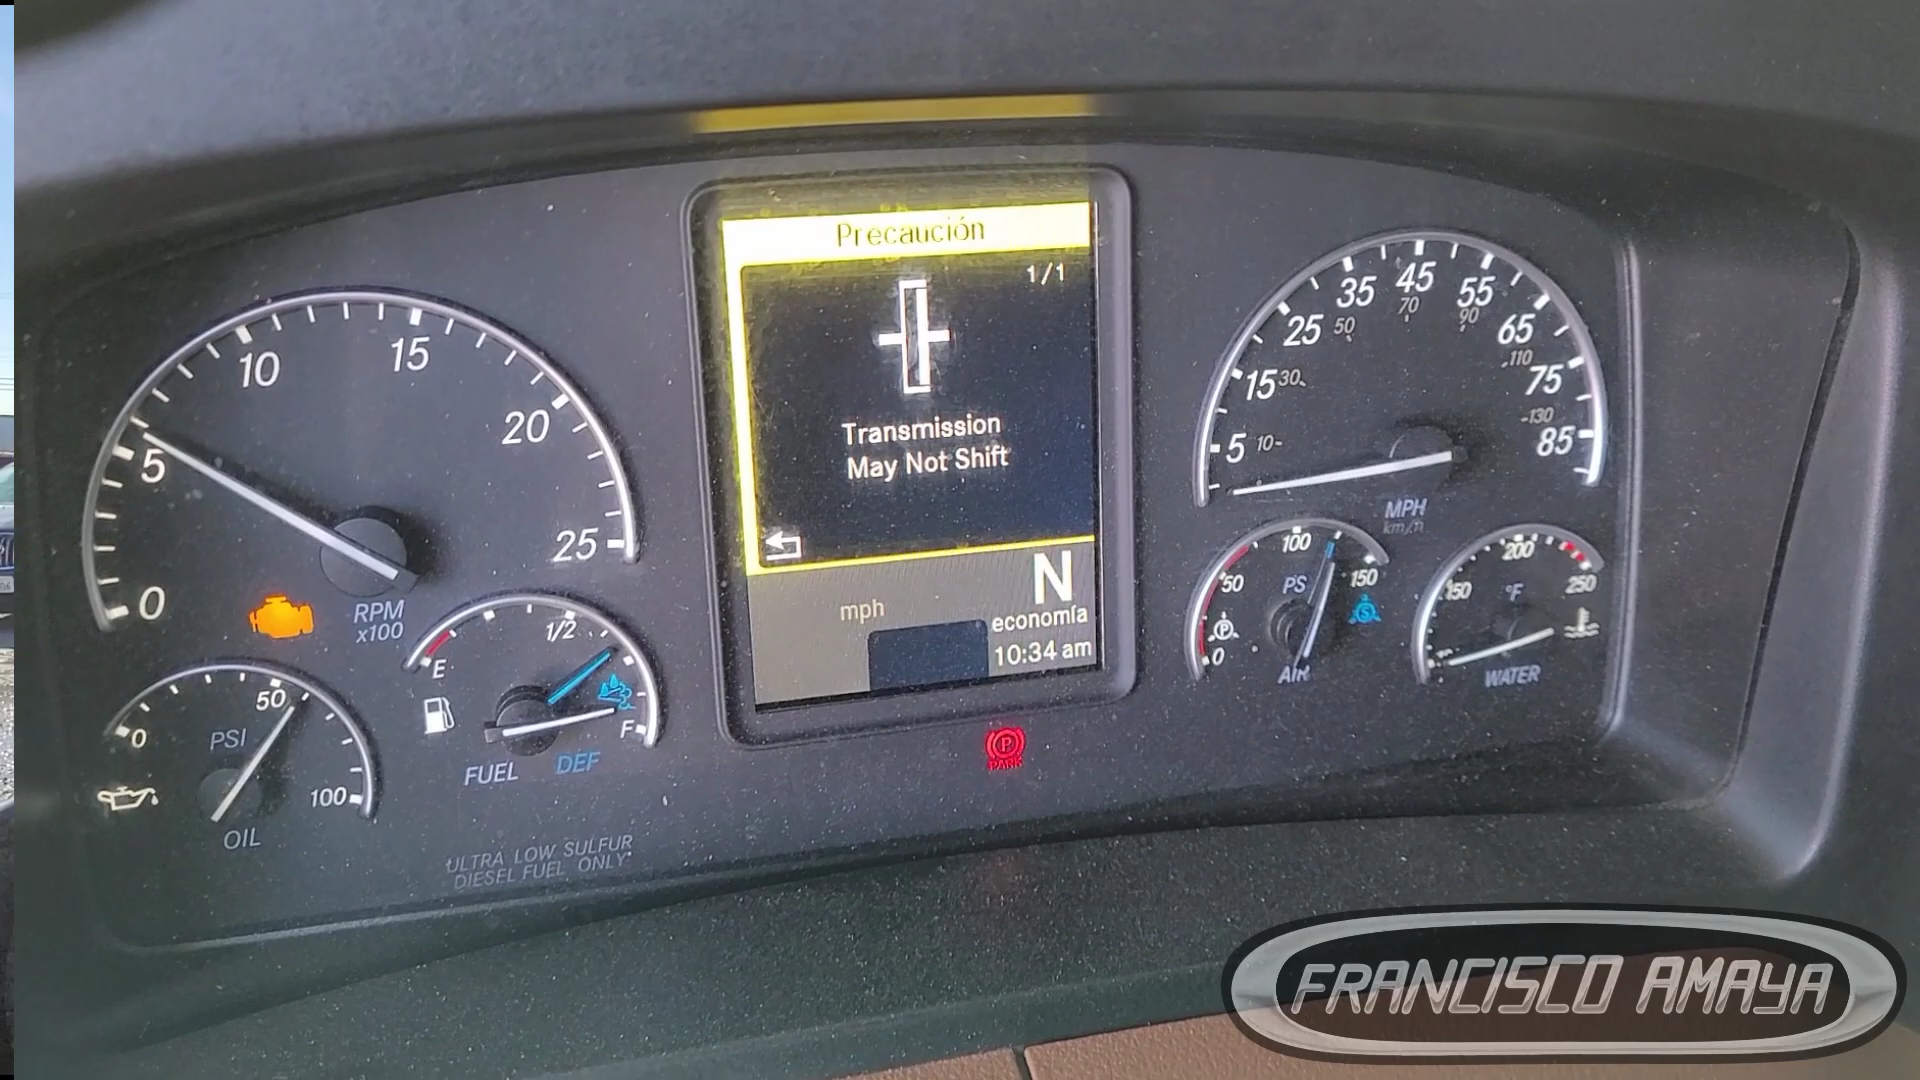 Precaución
1/1
Transmission
May Not Shift
N
mph
economía
10:34 am
0
5
10
15
20
25
RPM
x100
E
1/2
F
FUEL
DEF
0
50
100
PSI
OIL
ULTRA LOW SULFUR
DIESEL FUEL ONLY
5
15
25
35
45
55
65
75
85
10
30
50
70
90
110
130
MPH
km/h
0
50
100
150
PS
P
S
AIR
150
200
250
°F
WATER
P
PARK
FRANCISCO AMAYA